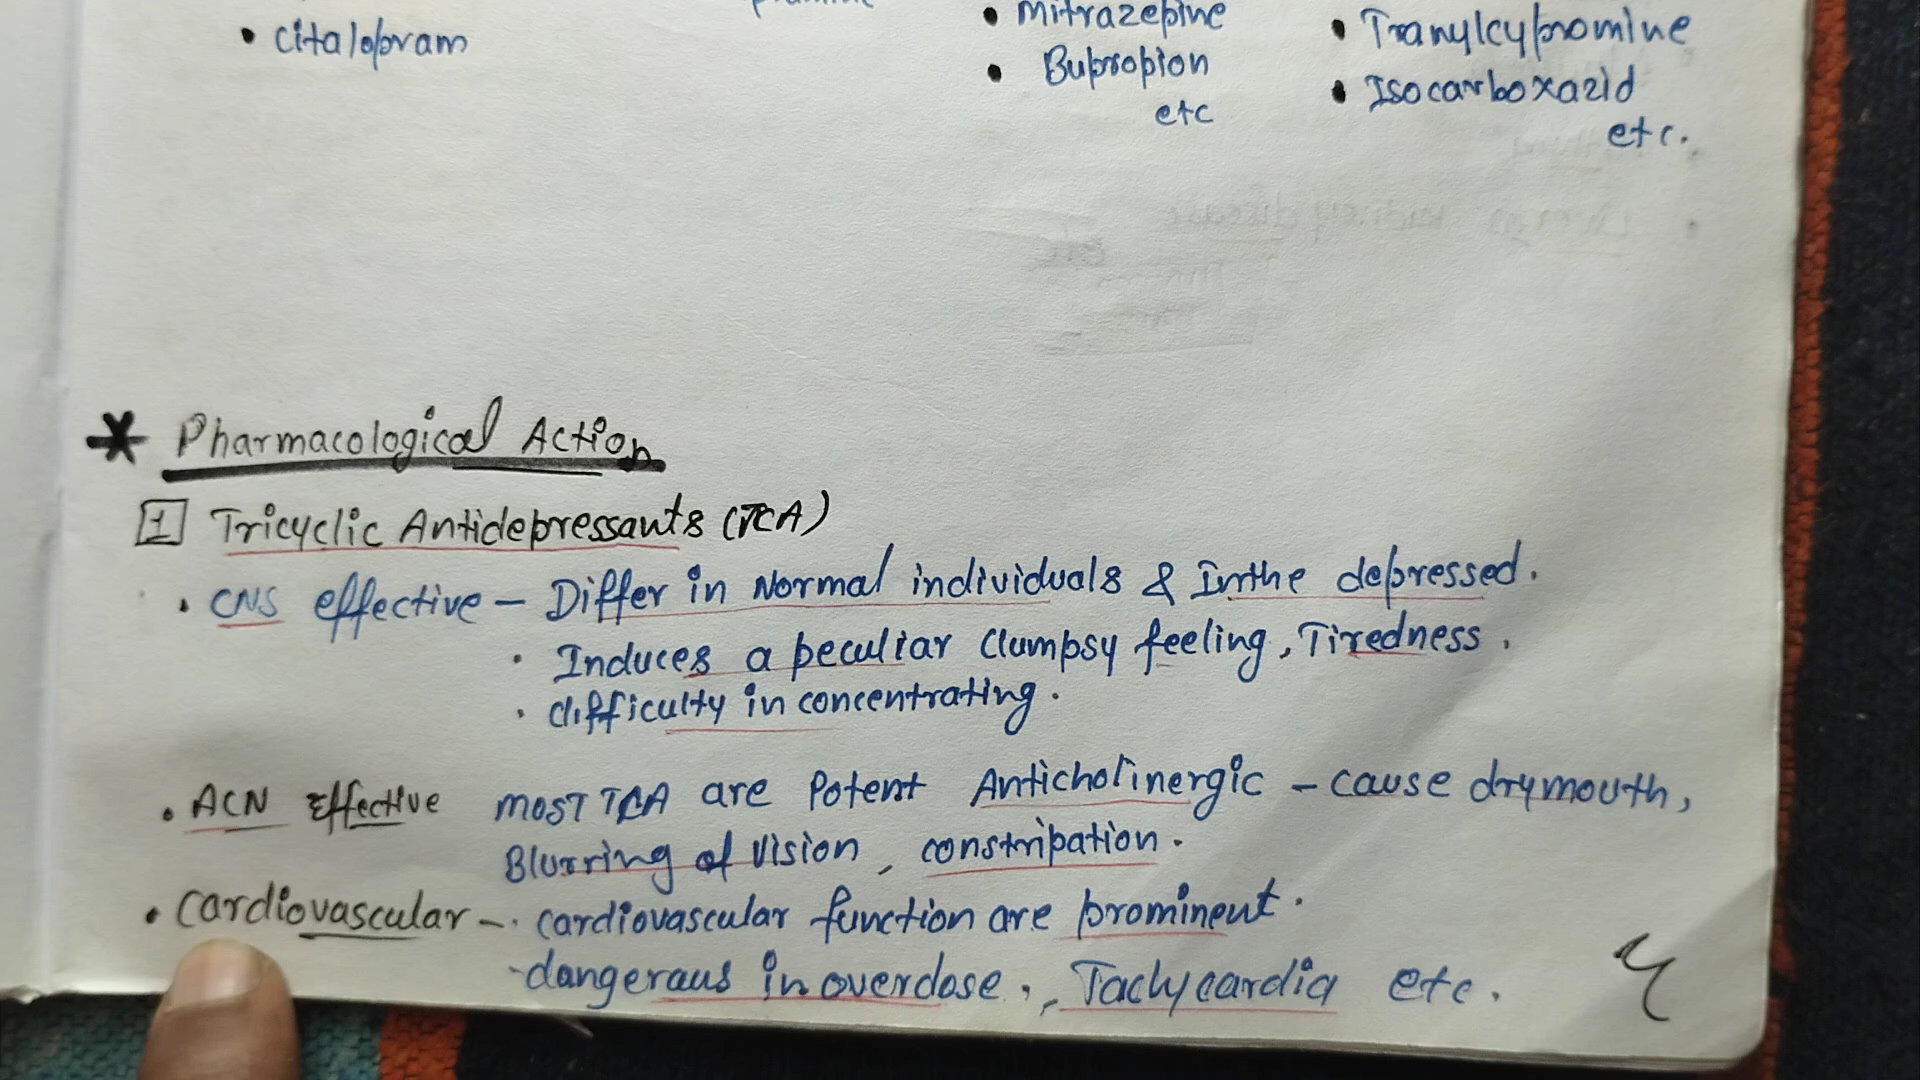 • Citalopram
• Mitrazepine
• Bupropion
etc
• Tranylcypromine
• Isocarboxazid
etc.
* Pharmacological Action
1 Tricyclic Antidepressants (TCA)
• CNS effective – Differ in Normal individuals & Inthe depressed.
• Induces a peculiar Clumpsy feeling, Tiredness.
• difficulty in concentrating.
• ACN Effective most TCA are Potent Anticholinergic – cause drymouth,
Blurring of Vision, constripation.
• Cardiovascular – • cardiovascular function are prominent.
- dangeraus in overdose., Tachycardia etc.